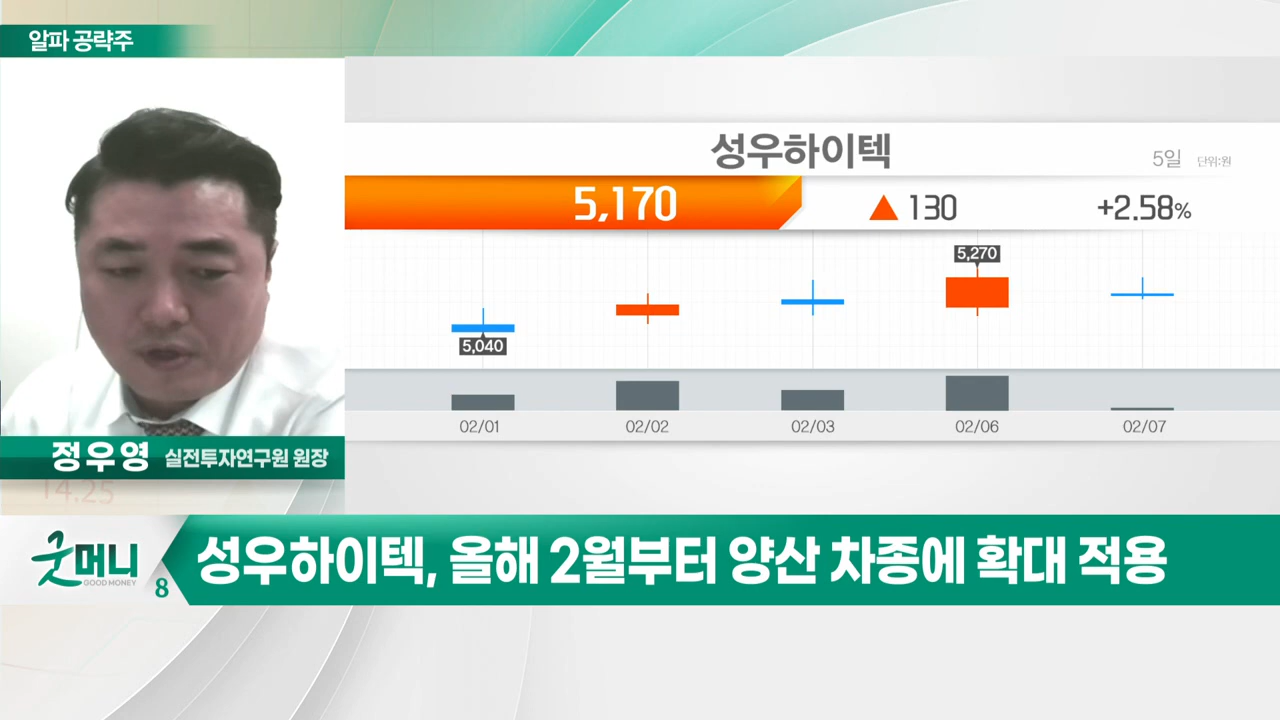 알파 공략주
성우하이텍
5일 단위:원
5,170 ▲ 130 +2.58%
5,270
5,040
02/01 02/02 02/03 02/06 02/07
정우영 실전투자연구원 원장
14.25
굿머니
GOOD MONEY
8
성우하이텍, 올해 2월부터 양산 차종에 확대 적용